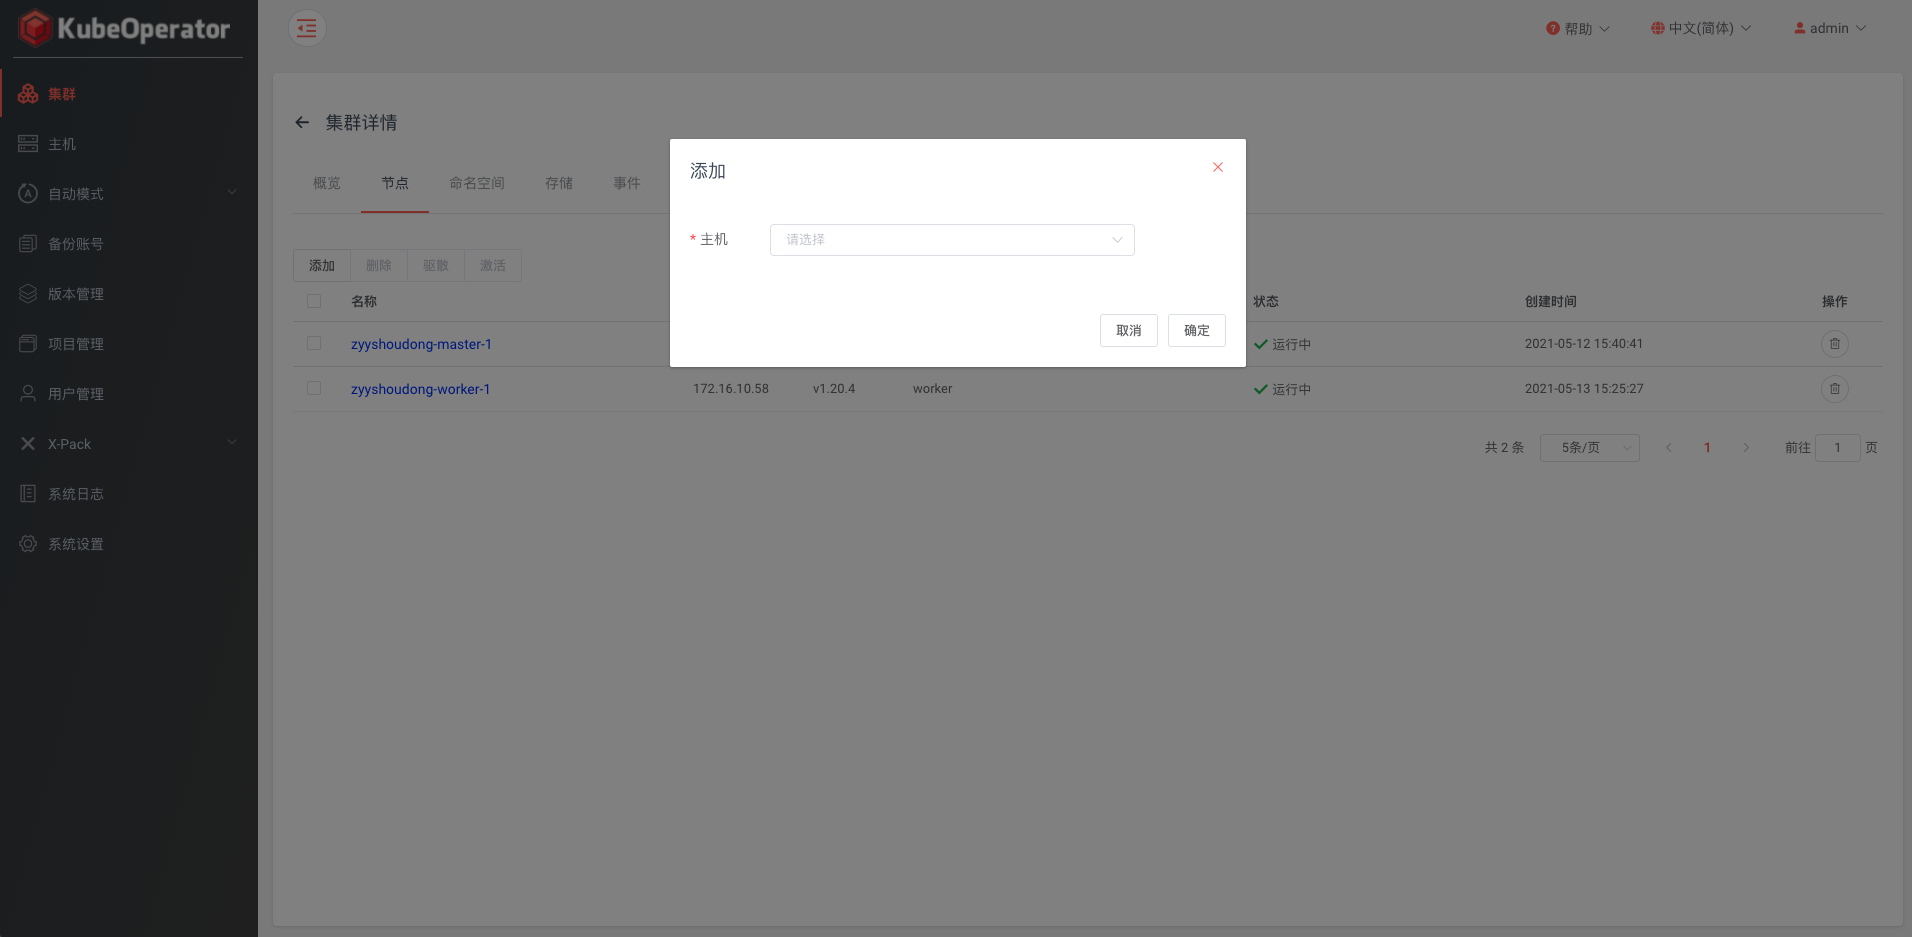 KubeOperator
帮助
中文(简体)
admin
集群
主机
自动模式
备份账号
版本管理
项目管理
用户管理
X-Pack
系统日志
系统设置
集群详情
概览 节点 命名空间 存储 事件
添加
* 主机 请选择
取消 确定
添加 删除 驱散 激活
名称 状态 创建时间 操作
zyyshoudong-master-1 运行中 2021-05-12 15:40:41
zyyshoudong-worker-1 172.16.10.58 v1.20.4 worker 运行中 2021-05-13 15:25:27
共 2 条 5条/页 1 前往 1 页